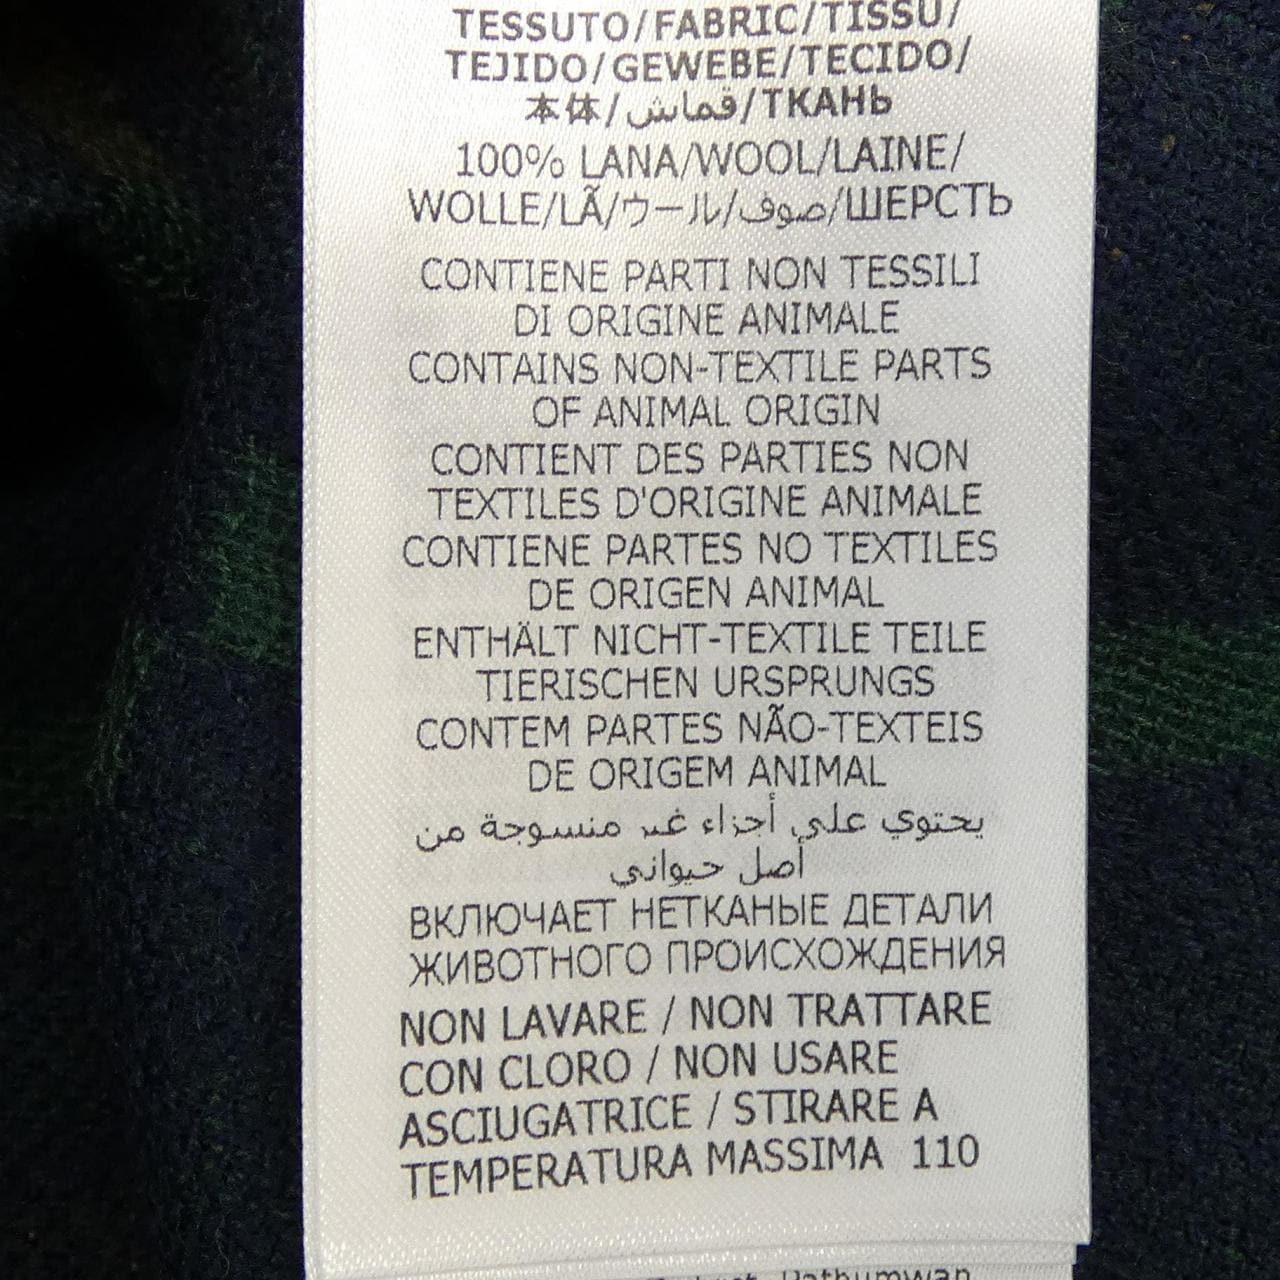 TESSUTO/FABRIC/TISSU/
TEJIDO/GEWEBE/TECIDO/
本体/قماش/ТКАНЬ
100% LANA/WOOL/LAINE/
WOLLE/LÃ/ウール/صوف/ШЕРСТЬ
CONTIENE PARTI NON TESSILI
DI ORIGINE ANIMALE
CONTAINS NON-TEXTILE PARTS
OF ANIMAL ORIGIN
CONTIENT DES PARTIES NON
TEXTILES D'ORIGINE ANIMALE
CONTIENE PARTES NO TEXTILES
DE ORIGEN ANIMAL
ENTHÄLT NICHT-TEXTILE TEILE
TIERISCHEN URSPRUNGS
CONTEM PARTES NÃO-TEXTEIS
DE ORIGEM ANIMAL
يحتوي على أجزاء غير منسوجة من
أصل حيواني
ВКЛЮЧАЕТ НЕТКАНЫЕ ДЕТАЛИ
ЖИВОТНОГО ПРОИСХОЖДЕНИЯ
NON LAVARE / NON TRATTARE
CON CLORO / NON USARE
ASCIUGATRICE / STIRARE A
TEMPERATURA MASSIMA 110
Pathumwan